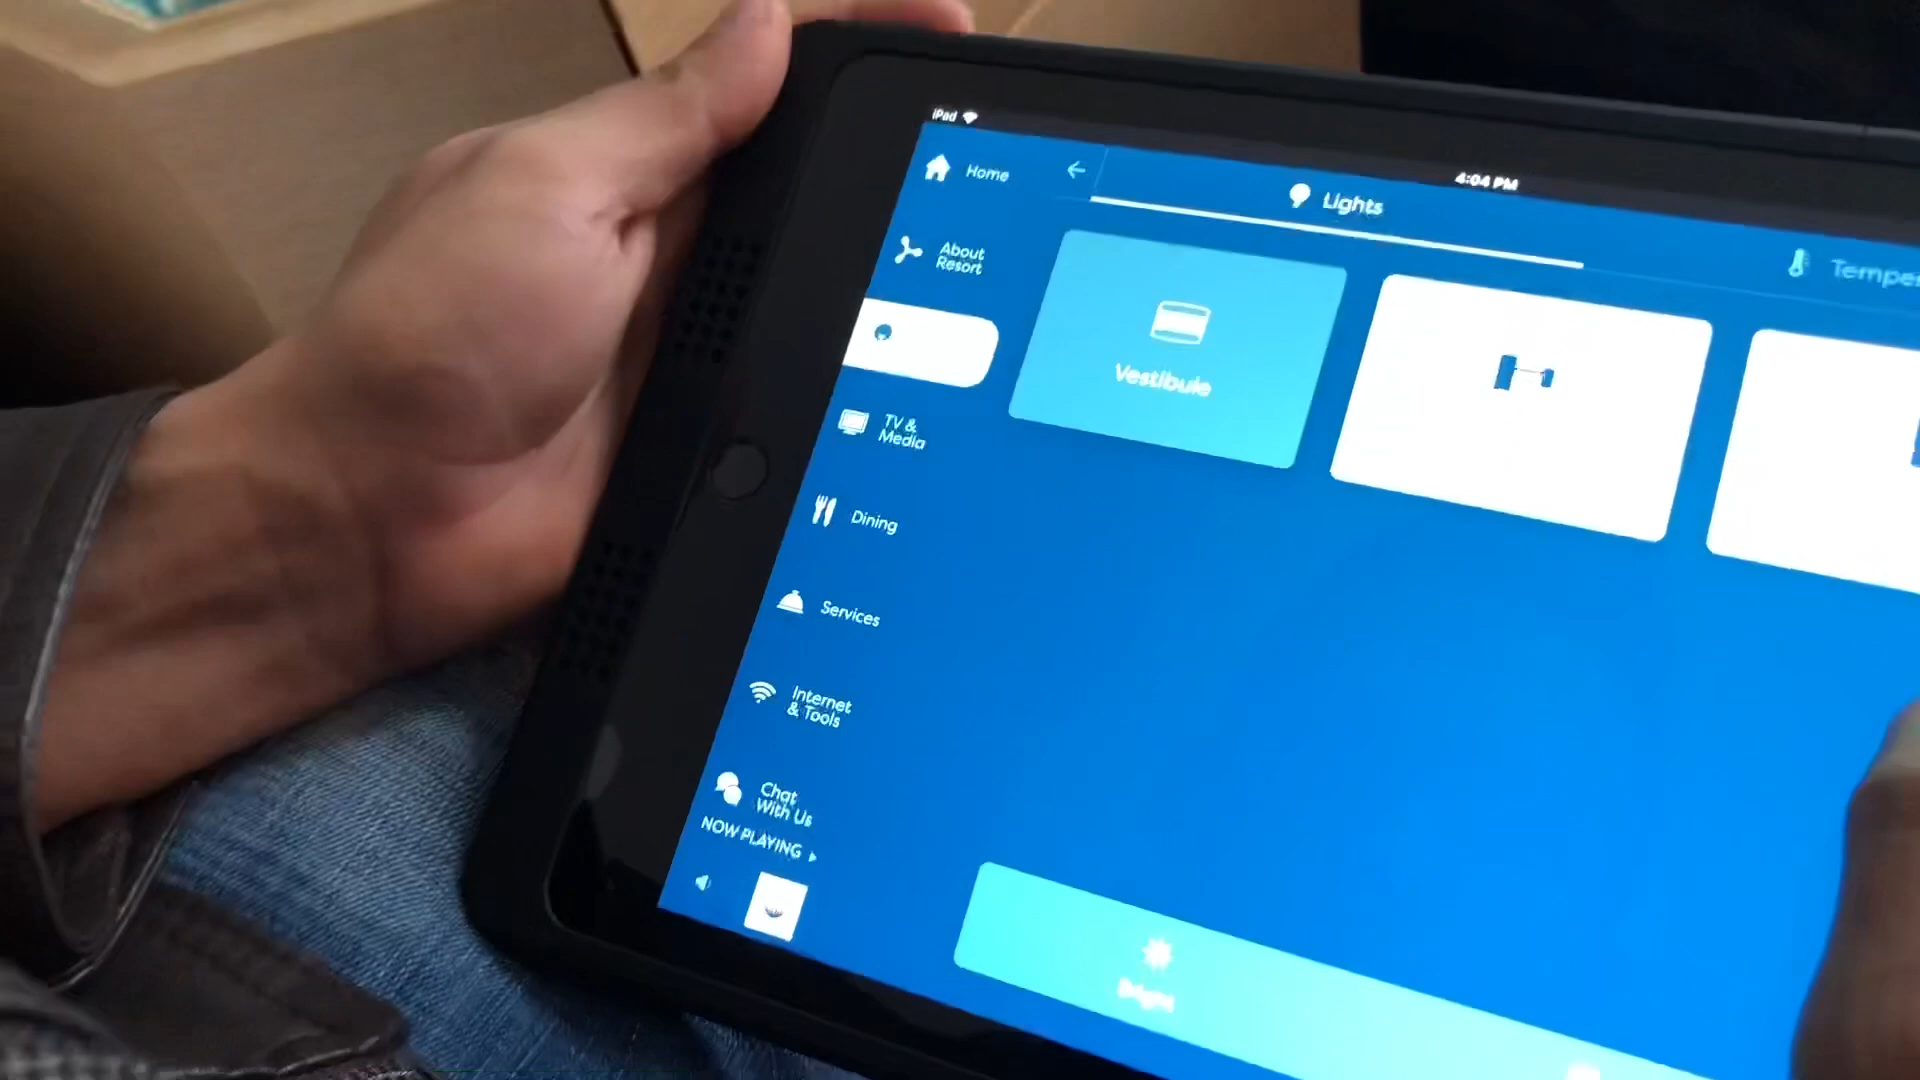 iPad
4:04 PM
Home
Lights
About
Resort
Vestibule
TV &
Media
Dining
Services
Internet
& Tools
Chat
With Us
NOW PLAYING
Bright